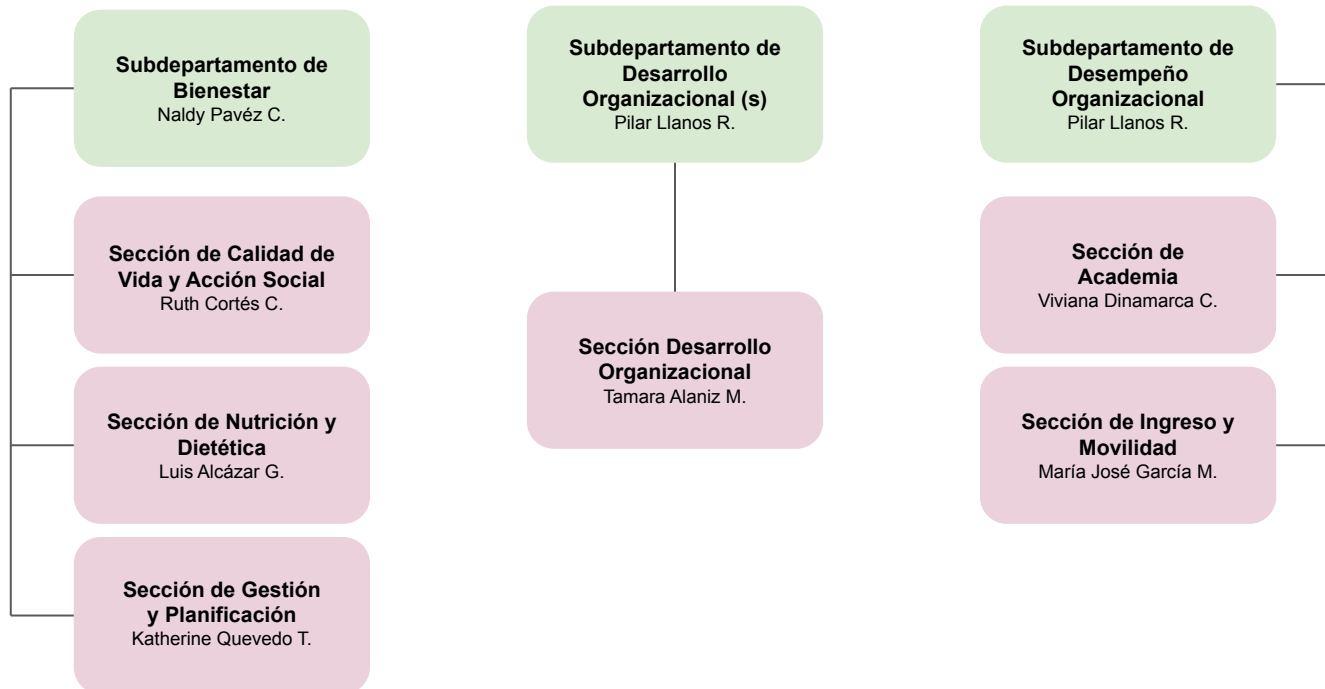 Subdepartamento de
Bienestar
Naldy Pavéz C.
Sección de Calidad de
Vida y Acción Social
Ruth Cortés C.
Sección de Nutrición y
Dietética
Luis Alcázar G.
Sección de Gestión
y Planificación
Katherine Quevedo T.
Subdepartamento de
Desarrollo
Organizacional (s)
Pilar Llanos R.
Sección Desarrollo
Organizacional
Tamara Alaniz M.
Subdepartamento de
Desempeño
Organizacional
Pilar Llanos R.
Sección de
Academia
Viviana Dinamarca C.
Sección de Ingreso y
Movilidad
María José García M.